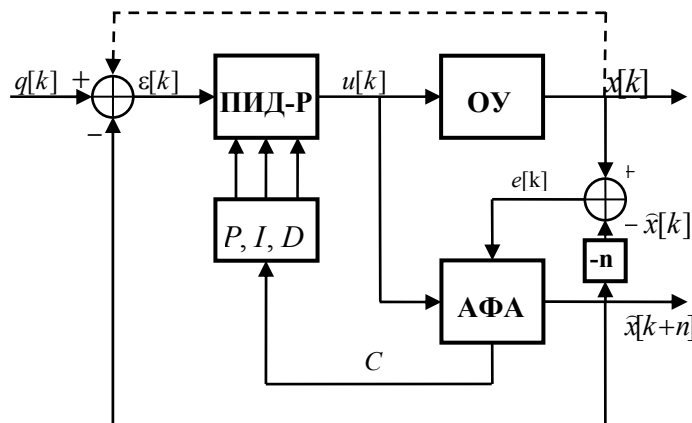 q[k]
+
ε[k]
ПИД-Р
u[k]
ОУ
x[k]
−
+
e[k]
− x̂[k]
P, I, D
-n
АФА
x̂[k+n]
C